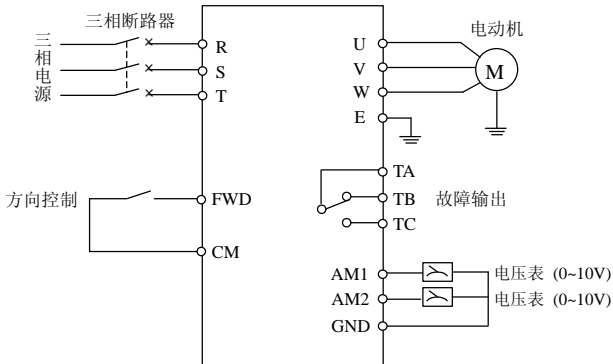 三相断路器
三相电源
R
S
T
方向控制
FWD
CM
电动机
U
V
W
M
E
TA
TB
故障输出
TC
AM1
电压表 (0~10V)
AM2
电压表 (0~10V)
GND